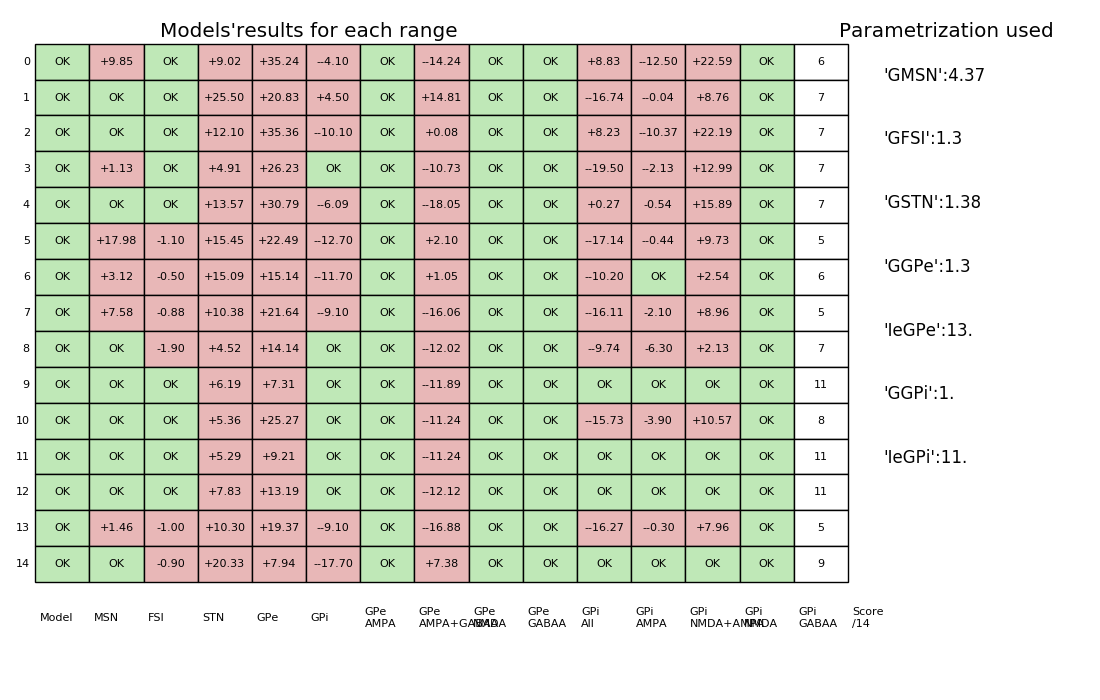 Models'results for each range
Parametrization used
0 OK +9.85 OK +9.02 +35.24 --4.10 OK --14.24 OK OK +8.83 --12.50 +22.59 OK 6
1 OK OK OK +25.50 +20.83 +4.50 OK +14.81 OK OK --16.74 --0.04 +8.76 OK 7
2 OK OK OK +12.10 +35.36 --10.10 OK +0.08 OK OK +8.23 --10.37 +22.19 OK 7
3 OK +1.13 OK +4.91 +26.23 OK OK --10.73 OK OK --19.50 --2.13 +12.99 OK 7
4 OK OK OK +13.57 +30.79 --6.09 OK --18.05 OK OK +0.27 -0.54 +15.89 OK 7
5 OK +17.98 -1.10 +15.45 +22.49 --12.70 OK +2.10 OK OK --17.14 --0.44 +9.73 OK 5
6 OK +3.12 -0.50 +15.09 +15.14 --11.70 OK +1.05 OK OK --10.20 OK +2.54 OK 6
7 OK +7.58 -0.88 +10.38 +21.64 --9.10 OK --16.06 OK OK --16.11 -2.10 +8.96 OK 5
8 OK OK -1.90 +4.52 +14.14 OK OK --12.02 OK OK --9.74 -6.30 +2.13 OK 7
9 OK OK OK +6.19 +7.31 OK OK --11.89 OK OK OK OK OK OK 11
10 OK OK OK +5.36 +25.27 OK OK --11.24 OK OK --15.73 -3.90 +10.57 OK 8
11 OK OK OK +5.29 +9.21 OK OK --11.24 OK OK OK OK OK OK 11
12 OK OK OK +7.83 +13.19 OK OK --12.12 OK OK OK OK OK OK 11
13 OK +1.46 -1.00 +10.30 +19.37 --9.10 OK --16.88 OK OK --16.27 --0.30 +7.96 OK 5
14 OK OK -0.90 +20.33 +7.94 --17.70 OK +7.38 OK OK OK OK OK OK 9
Model MSN FSI STN GPe GPi
GPe
AMPA
GPe
AMPA+GABAA
GPe
NMDA
GPe
GABAA
GPi
All
GPi
AMPA
GPi
NMDA+AMPA
GPi
NMDA
GPi
GABAA
Score
/14
'GMSN':4.37
'GFSI':1.3
'GSTN':1.38
'GGPe':1.3
'IeGPe':13.
'GGPi':1.
'IeGPi':11.